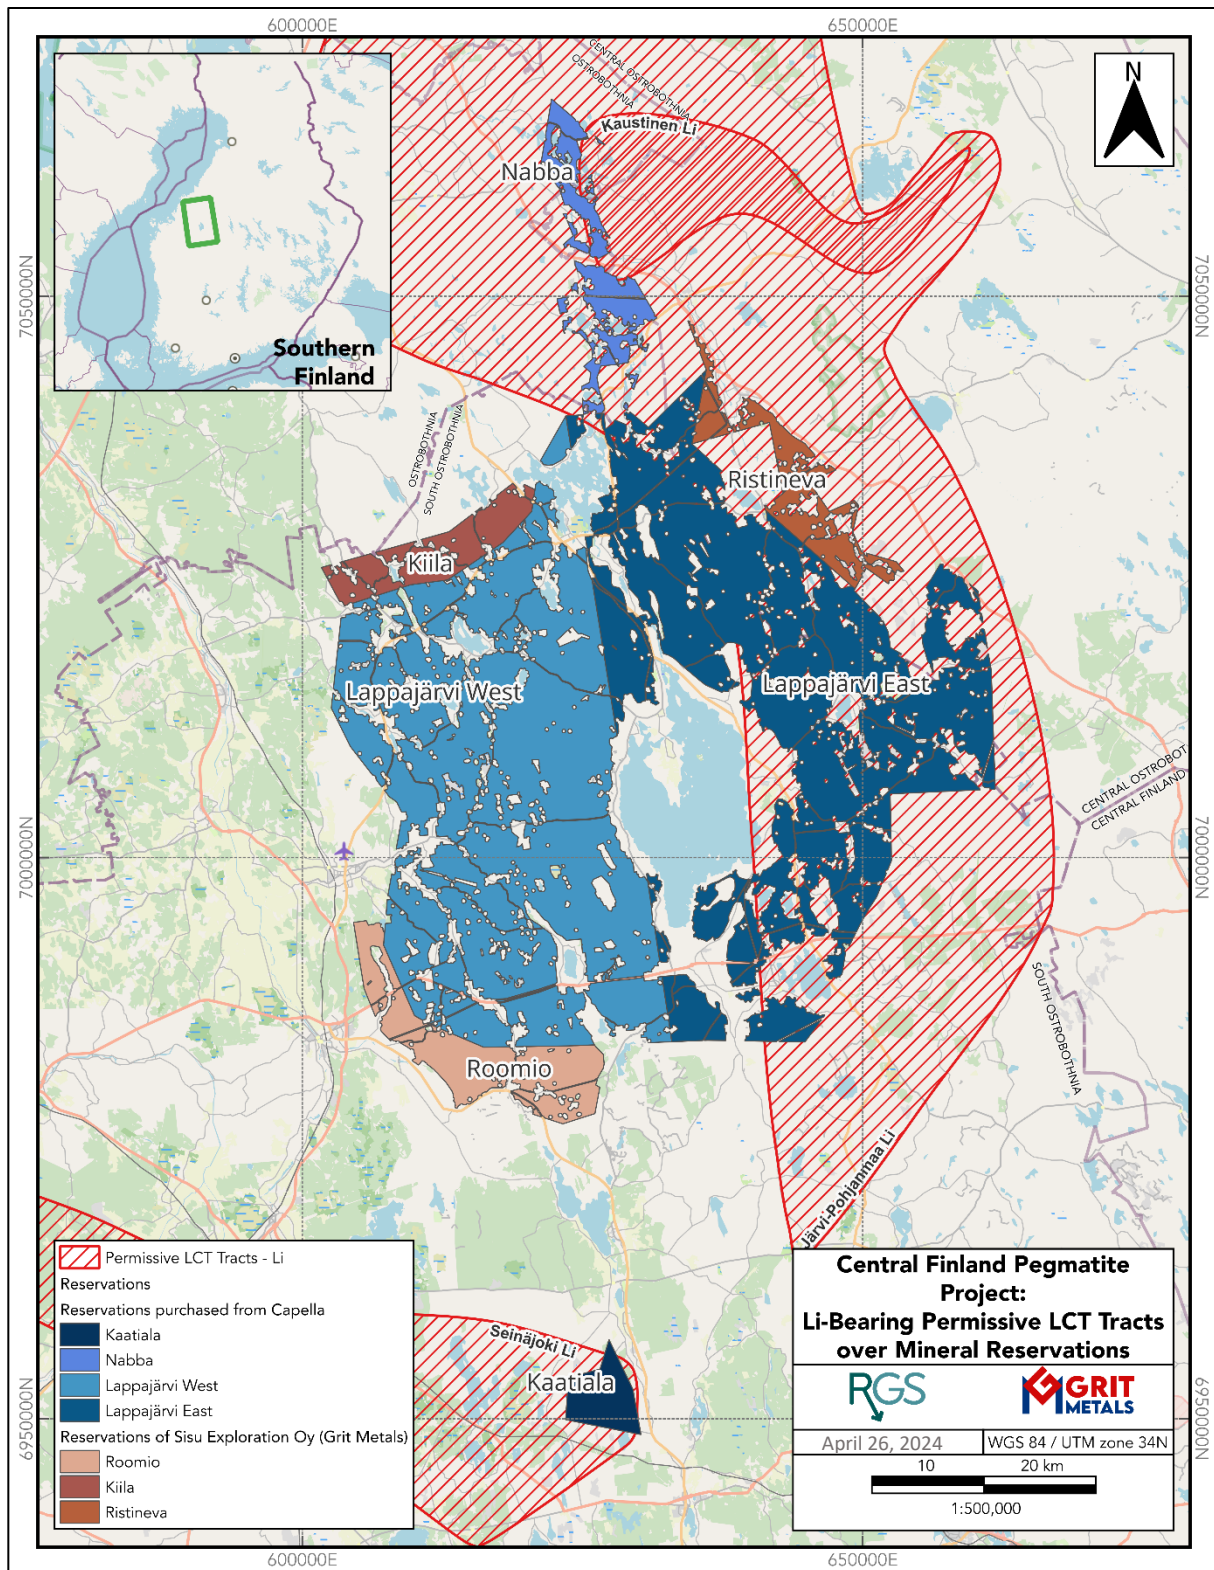 600000E
650000E
CENTRAL OSTROBOTHNIA
OSTROBOTHNIA
N
Kaustinen Li
Nabba
7050000N
7050000N
Southern
Finland
OSTROBOTHNIA
SOUTH OSTROBOTHNIA
Ristineva
Kiila
Lappajärvi West
Lappajärvi East
CENTRAL OSTROBOT
CENTRAL FINLAND
7000000N
7000000N
SOUTH OSTROBOTHNIA
Roomio
Järvi-Pohjanmaa Li
Seinäjoki Li
Kaatiala
6950000N
6950000N
Permissive LCT Tracts - Li
Reservations
Reservations purchased from Capella
Kaatiala
Nabba
Lappajärvi West
Lappajärvi East
Reservations of Sisu Exploration Oy (Grit Metals)
Roomio
Kiila
Ristineva
Central Finland Pegmatite
Project:
Li-Bearing Permissive LCT Tracts
over Mineral Reservations
RGS
GRIT
METALS
April 26, 2024
WGS 84 / UTM zone 34N
10 20 km
1:500,000
600000E
650000E